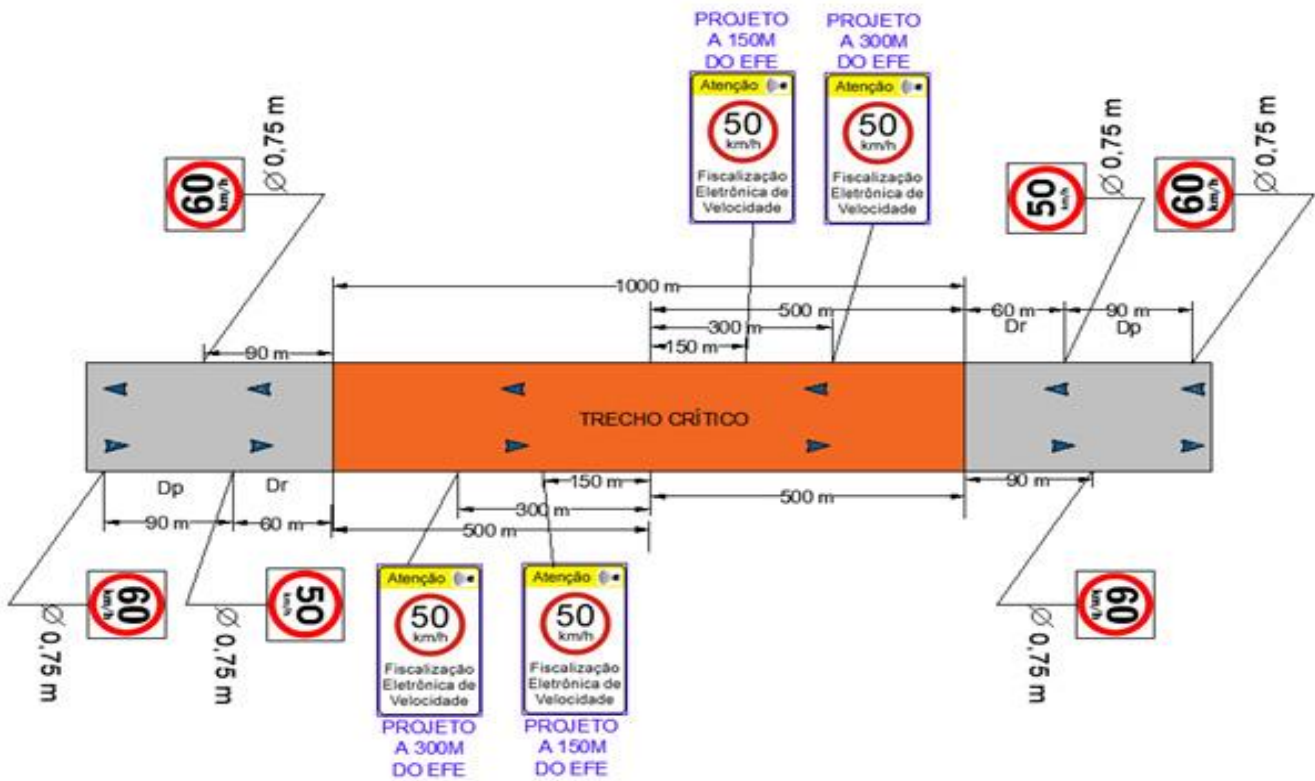 PROJETO
A 150M
DO EFE
PROJETO
A 300M
DO EFE
Atenção
50
km/h
Fiscalização
Eletrônica de
Velocidade
Atenção
50
km/h
Fiscalização
Eletrônica de
Velocidade
60
km/h
Ø 0,75 m
50
km/h
Ø 0,75 m
60
km/h
Ø 0,75 m
1000 m
500 m
60 m
90 m
300 m
Dr
Dp
150 m
90 m
TRECHO CRÍTICO
Dp
Dr
150 m
90 m
300 m
500 m
90 m
60 m
500 m
60
km/h
Ø 0,75 m
50
km/h
Ø 0,75 m
Atenção
50
km/h
Fiscalização
Eletrônica de
Velocidade
PROJETO
A 300M
DO EFE
Atenção
50
km/h
Fiscalização
Eletrônica de
Velocidade
PROJETO
A 150M
DO EFE
Ø 0,75 m
60
km/h